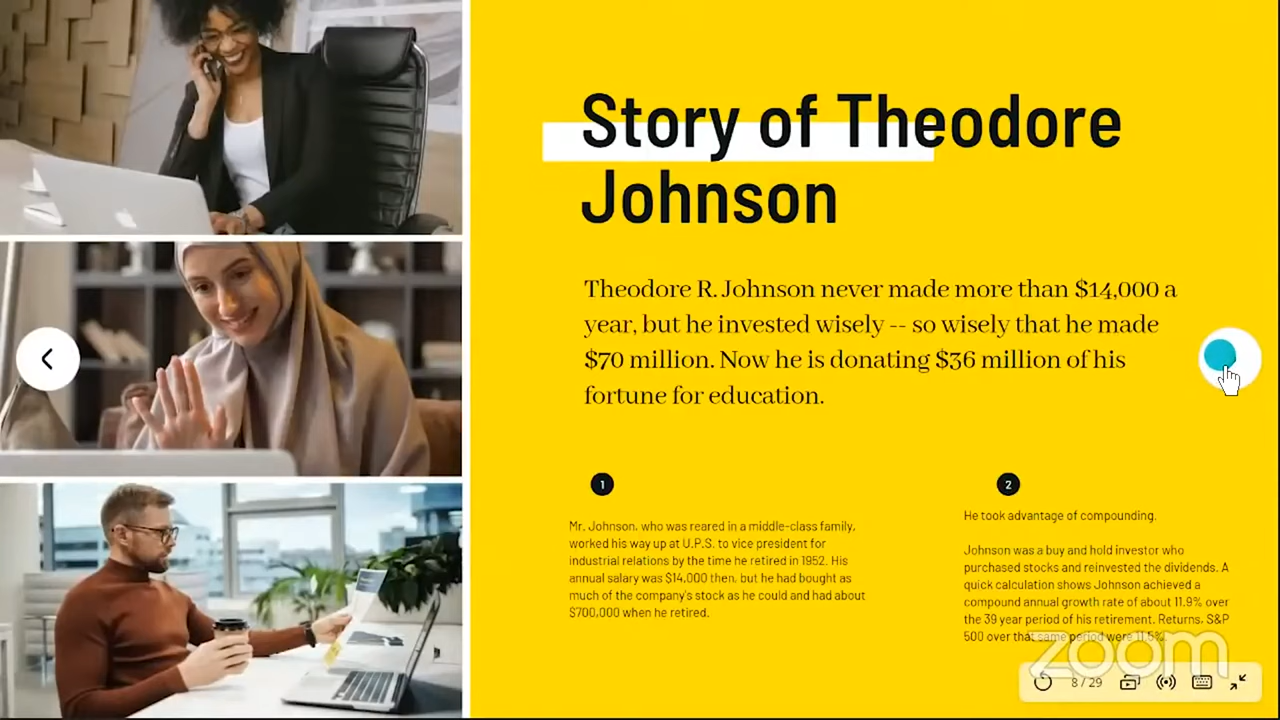 Story of Theodore
Johnson
Theodore R. Johnson never made more than $14,000 a
year, but he invested wisely -- so wisely that he made
$70 million. Now he is donating $36 million of his
fortune for education.
1
Mr. Johnson, who was reared in a middle-class family,
worked his way up at U.P.S. to vice president for
industrial relations by the time he retired in 1952. His
annual salary was $14,000 then, but he had bought as
much of the company's stock as he could and had about
$700,000 when he retired.
2
He took advantage of compounding.
Johnson was a buy and hold investor who
purchased stocks and reinvested the dividends. A
quick calculation shows Johnson achieved a
compound annual growth rate of about 11.9% over
the 39 year period of his retirement. Returns, S&P
500 over that same period were 11.5%.
zoom
8 / 29